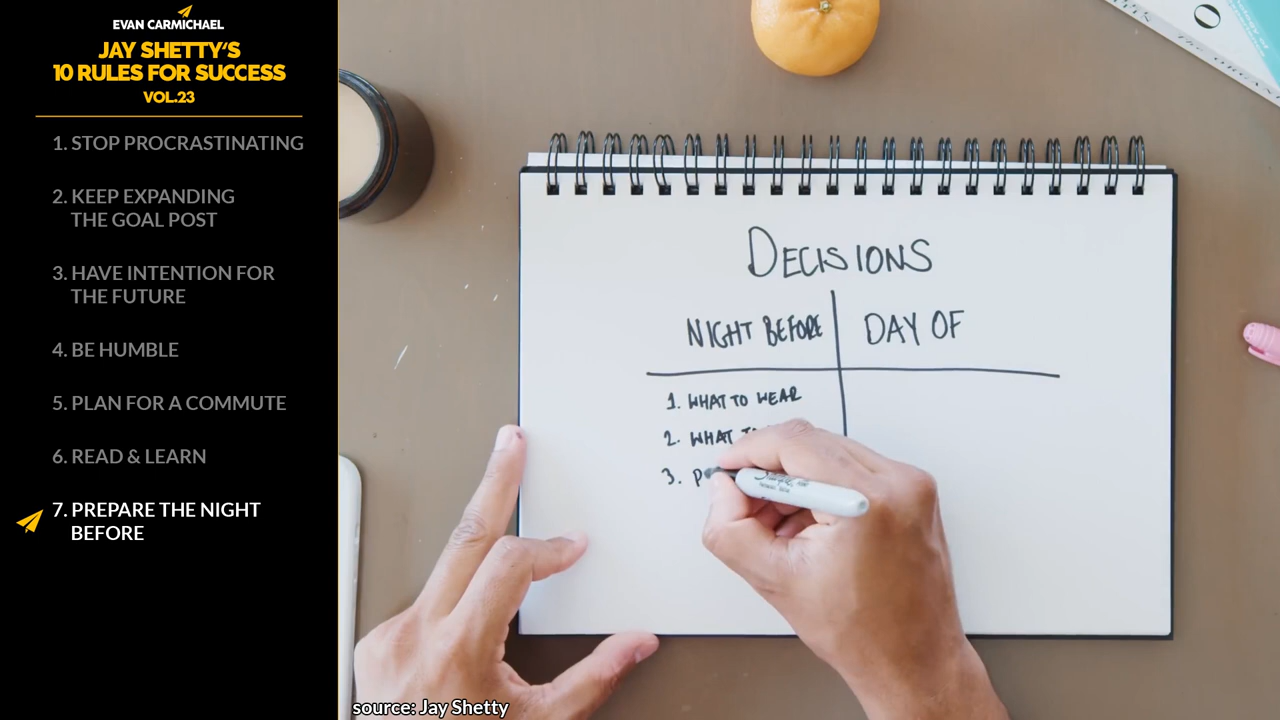 EVAN CARMICHAEL
JAY SHETTY'S
10 RULES FOR SUCCESS
VOL.23
1. STOP PROCRASTINATING
2. KEEP EXPANDING
THE GOAL POST
3. HAVE INTENTION FOR
THE FUTURE
4. BE HUMBLE
5. PLAN FOR A COMMUTE
6. READ & LEARN
7. PREPARE THE NIGHT
BEFORE
DECISIONS
NIGHT BEFORE
DAY OF
1. WHAT TO WEAR
2. WHAT
3. P
source: Jay Shetty